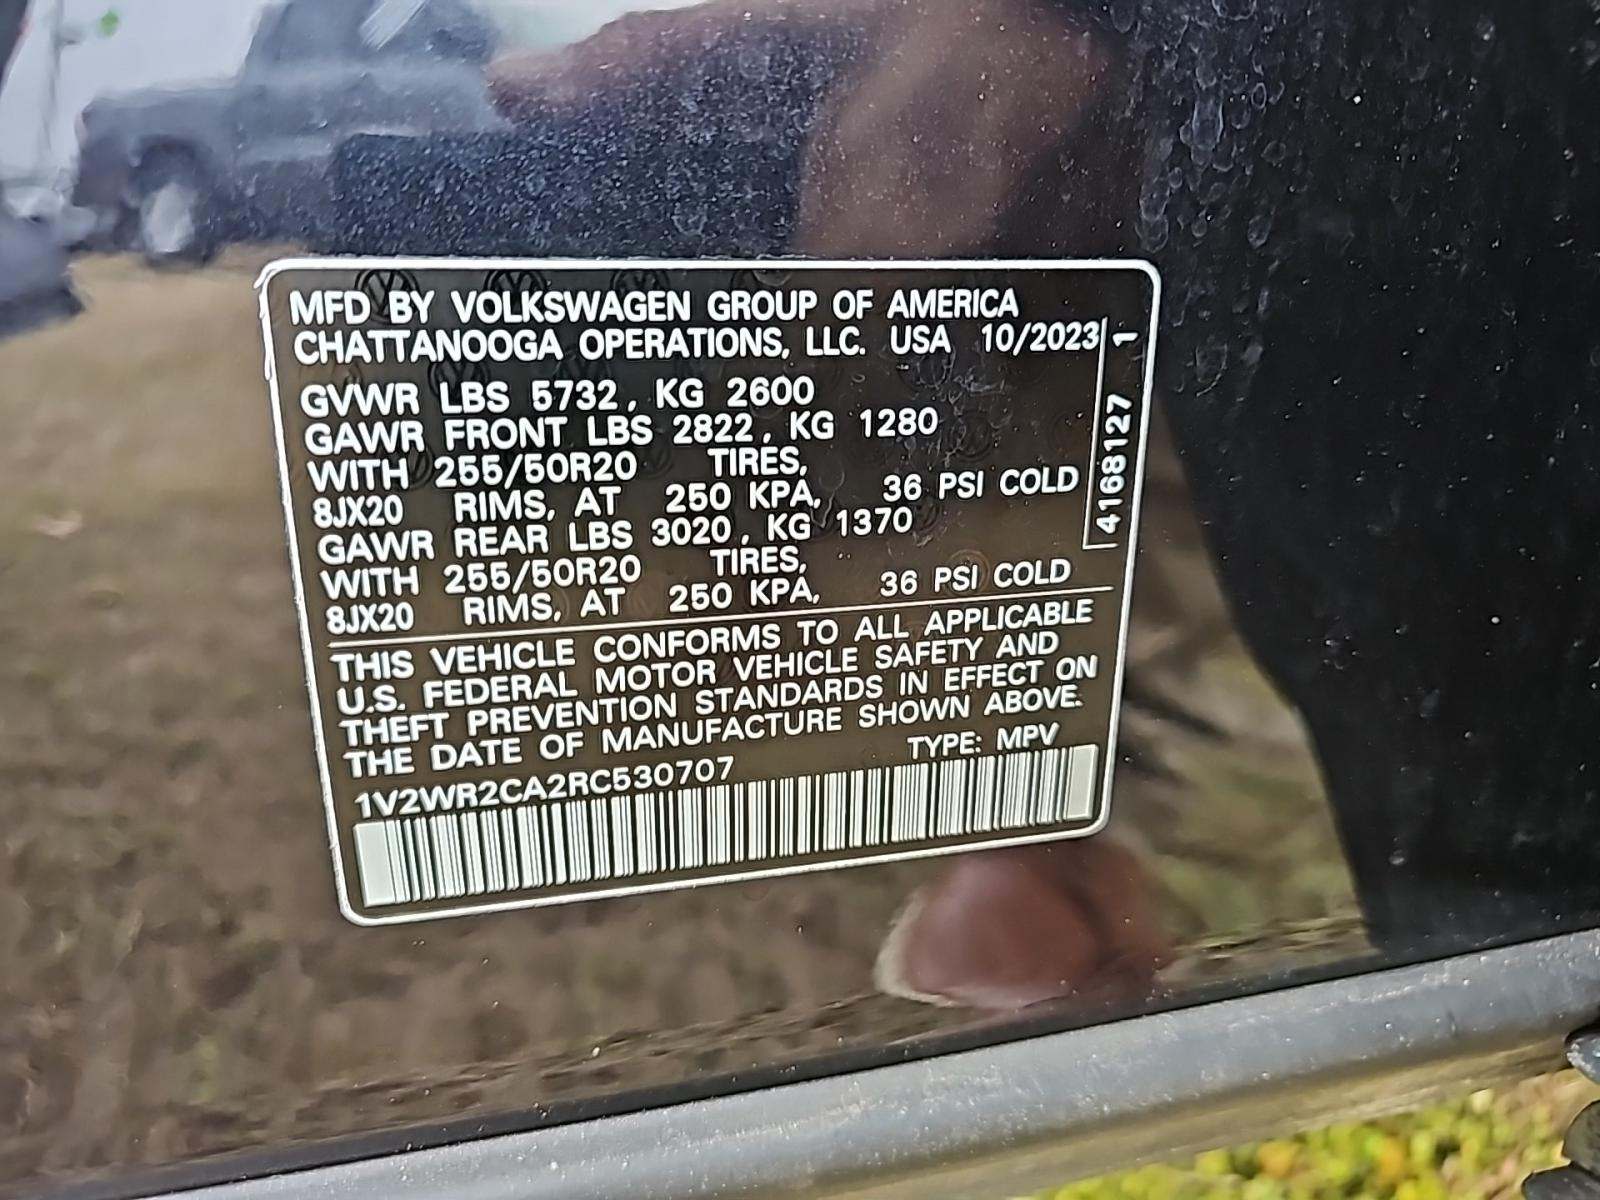 MFD BY VOLKSWAGEN GROUP OF AMERICA
CHATTANOOGA OPERATIONS, LLC. USA 10/2023
GVWR LBS 5732, KG 2600
GAWR FRONT LBS 2822, KG 1280
WITH 255/50R20 TIRES,
8JX20 RIMS, AT 250 KPA, 36 PSI COLD
GAWR REAR LBS 3020, KG 1370
WITH 255/50R20 TIRES,
8JX20 RIMS, AT 250 KPA, 36 PSI COLD
THIS VEHICLE CONFORMS TO ALL APPLICABLE
U.S. FEDERAL MOTOR VEHICLE SAFETY AND
THEFT PREVENTION STANDARDS IN EFFECT ON
THE DATE OF MANUFACTURE SHOWN ABOVE.
1V2WR2CA2RC530707 TYPE: MPV
4168127 1